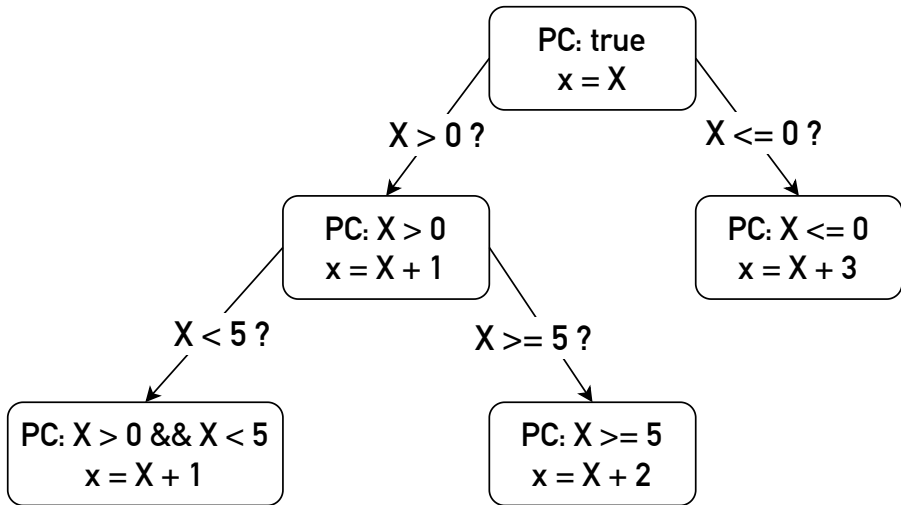 PC: true
x = X
X > 0 ?
X <= 0 ?
PC: X > 0
x = X + 1
PC: X <= 0
x = X + 3
X < 5 ?
X >= 5 ?
PC: X > 0 && X < 5
x = X + 1
PC: X >= 5
x = X + 2